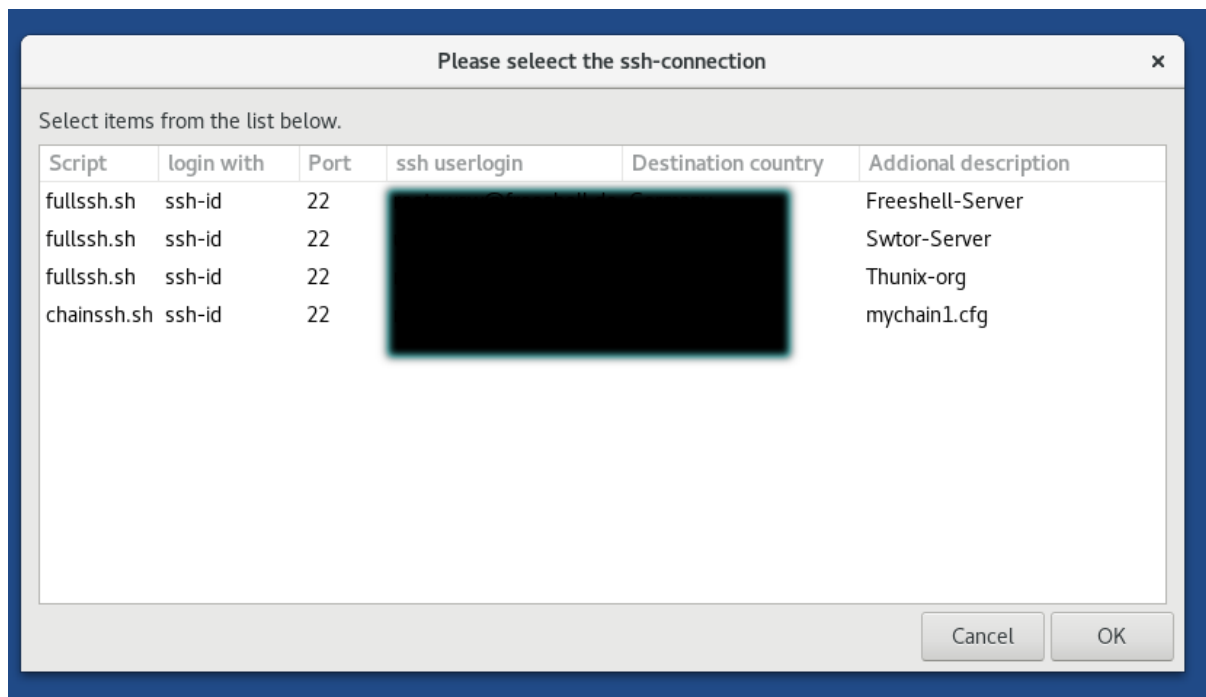 Please seleect the ssh-connection ×
Select items from the list below.
Script login with Port ssh userlogin Destination country Addional description
fullssh.sh ssh-id 22 Freeshell-Server
fullssh.sh ssh-id 22 Swtor-Server
fullssh.sh ssh-id 22 Thunix-org
chainssh.sh ssh-id 22 mychain1.cfg
Cancel OK